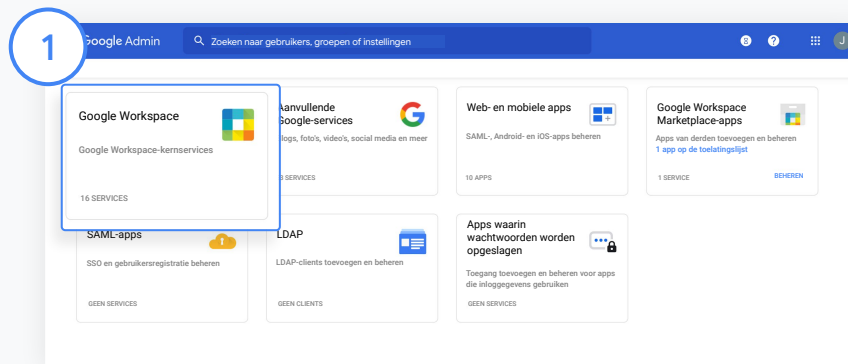 1
Google Admin
Zoeken naar gebruikers, groepen of instellingen
J
Google Workspace
Google Workspace-kernservices
16 SERVICES
Aanvullende
Google-services
foto's, video's, social media en meer
SERVICES
Web- en mobiele apps
SAML-, Android- en iOS-apps beheren
10 APPS
Google Workspace
Marketplace-apps
Apps van derden toevoegen en beheren
1 app op de toelatingslijst
1 SERVICE
BEHEREN
SAML-apps
SSO en gebruikersregistratie beheren
GEEN SERVICES
LDAP
LDAP-clients toevoegen en beheren
GEEN CLIENTS
Apps waarin
wachtwoorden worden
opgeslagen
Toegang toevoegen en beheren voor apps
die inloggegevens gebruiken
GEEN SERVICES